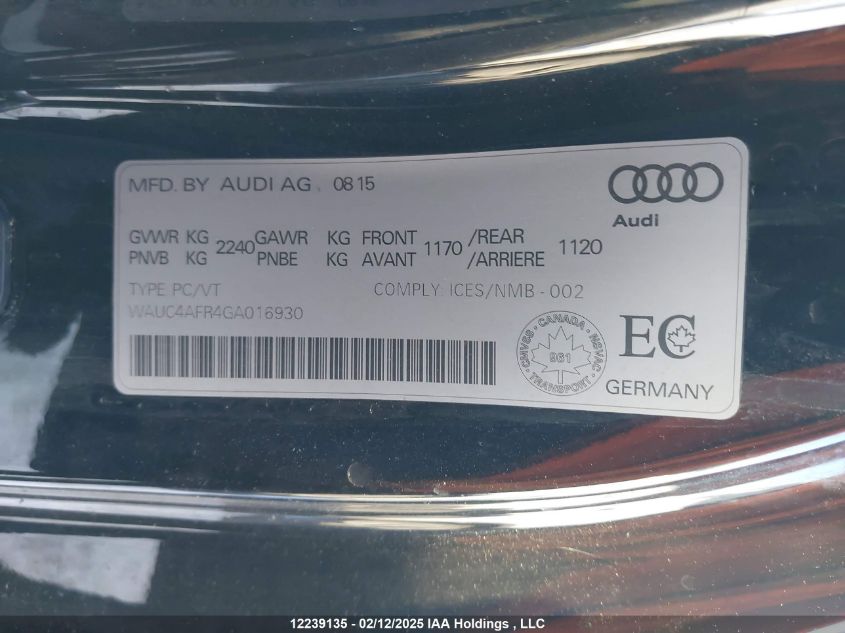 MFD. BY AUDI AG. 0815
Audi
GVWR KG 2240 GAWR KG FRONT 1170 /REAR 1120
PNVB KG PNBE KG AVANT /ARRIERE
TYPE: PC/VT COMPLY: ICES/NMB-002
WAUC4AFR4GA016930
CANADA
CMVSS NSVAC
961
TRANSPORT
EC
GERMANY
12239135 - 02/12/2025 IAA Holdings , LLC